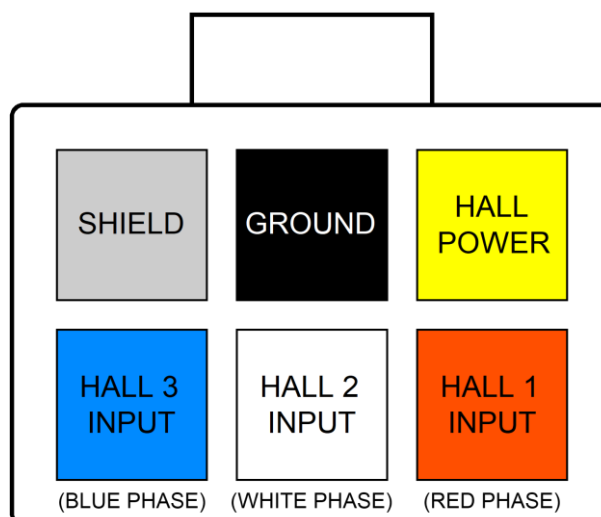 SHIELD
GROUND
HALL
POWER
HALL 3
INPUT
HALL 2
INPUT
HALL 1
INPUT
(BLUE PHASE)
(WHITE PHASE)
(RED PHASE)